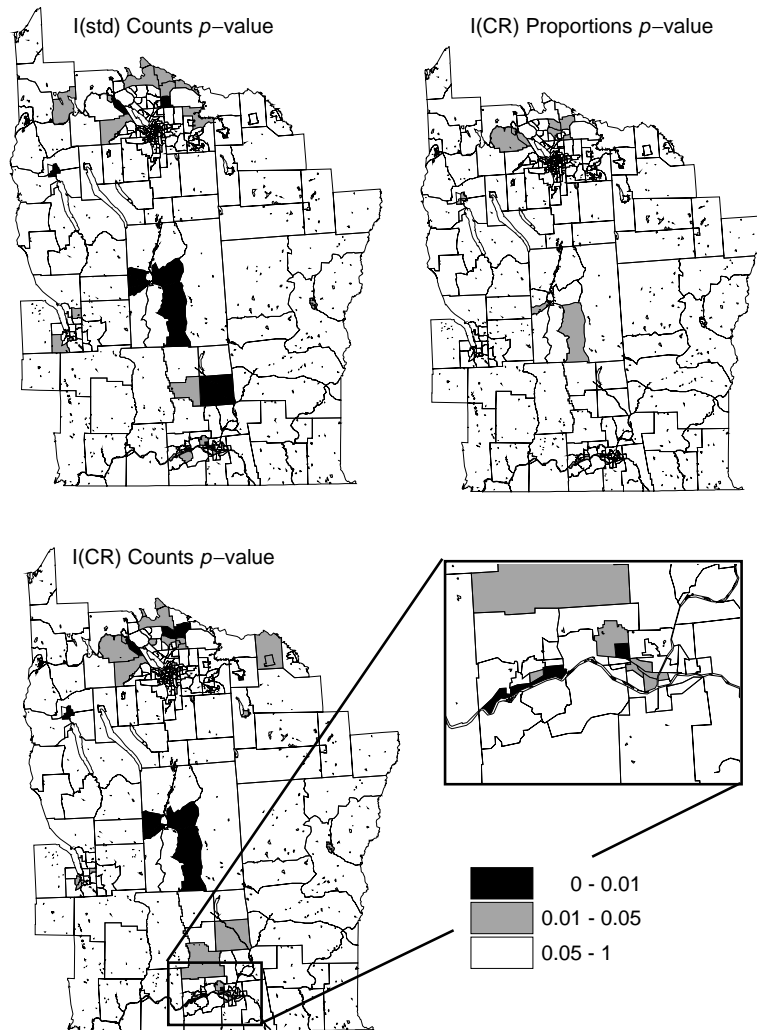 I(std) Counts p−value
I(CR) Proportions p−value
I(CR) Counts p−value
0 - 0.01
0.01 - 0.05
0.05 - 1